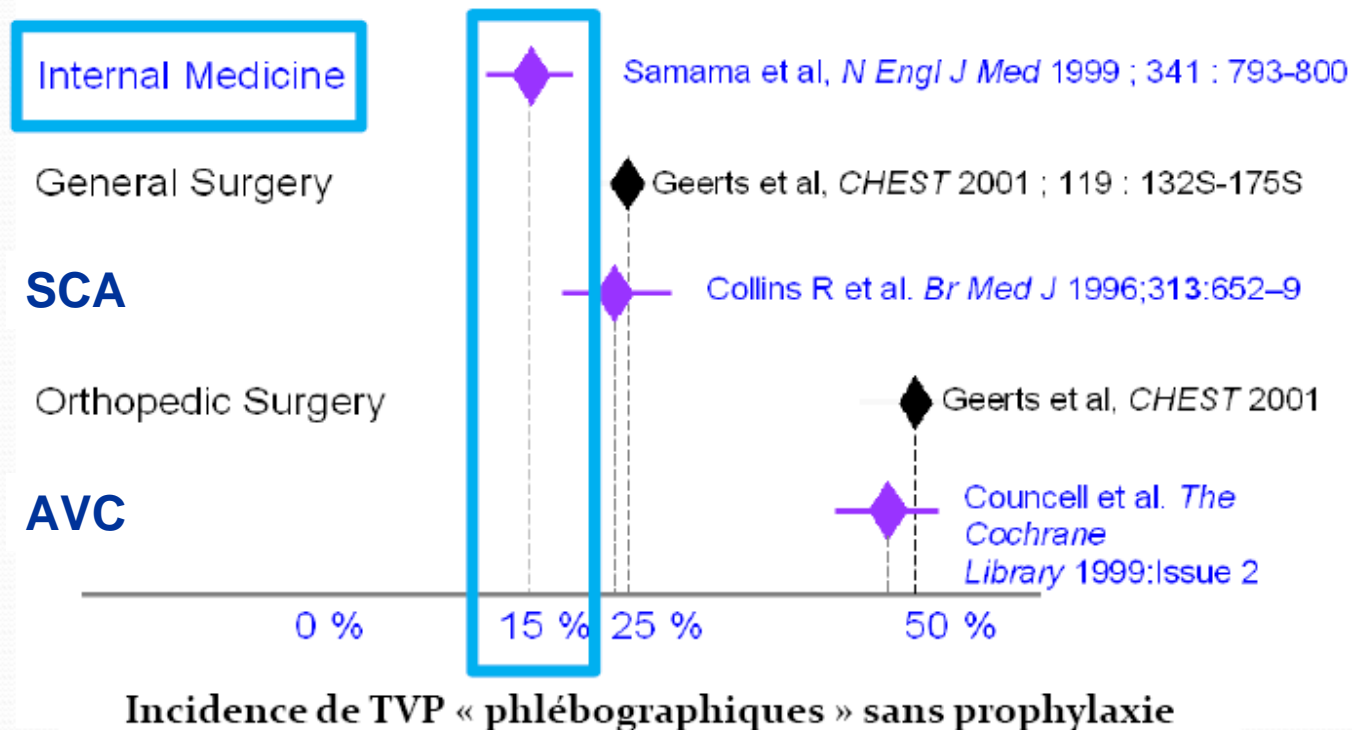 Internal Medicine
Samama et al, N Engl J Med 1999 ; 341 : 793-800
General Surgery
Geerts et al, CHEST 2001 ; 119 : 132S-175S
SCA
Collins R et al. Br Med J 1996;313:652–9
Orthopedic Surgery
Geerts et al, CHEST 2001
AVC
Councell et al. The
Cochrane
Library 1999:Issue 2
0 % 15 % 25 % 50 %
Incidence de TVP « phlébographiques » sans prophylaxie